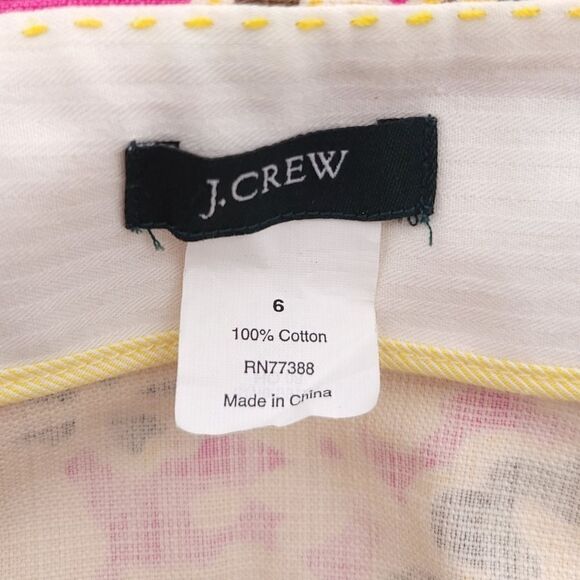 J.CREW
6
100% Cotton
RN77388
Made in China